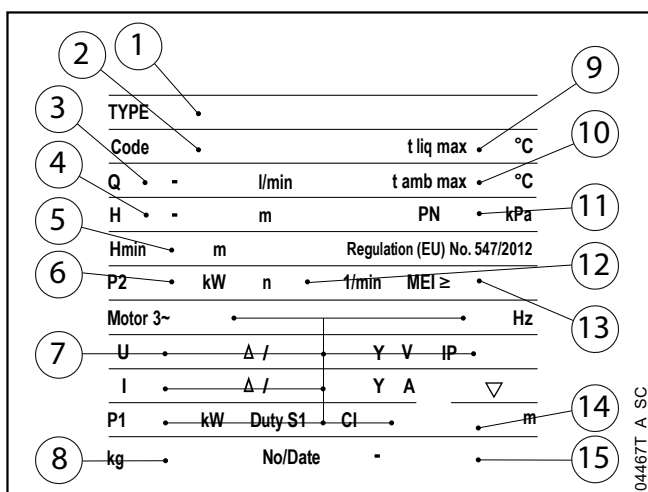 1
2
9
3
10
4
11
5
12
6
13
7
14
8
15
TYPE
Code t liq max °C
Q - l/min t amb max °C
H - m PN kPa
Hmin m Regulation (EU) No. 547/2012
P2 kW n 1/min MEI ≥
Motor 3~ Hz
U Δ / Y V IP
I Δ / Y A ▽
P1 kW Duty S1 Cl m
kg No/Date -
04467T A SC